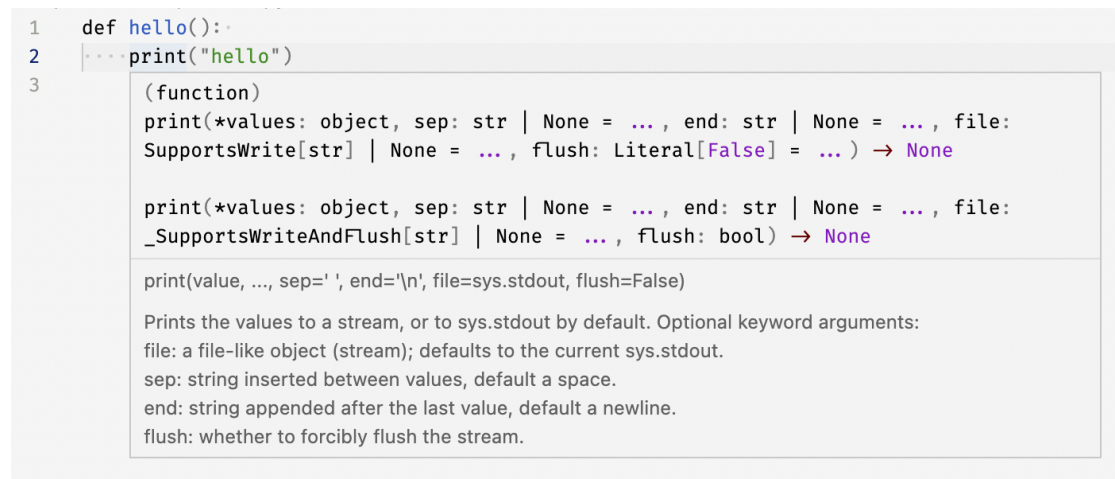 1 def hello():
2 print("hello")
3
(function)
print(*values: object, sep: str | None = ..., end: str | None = ..., file:
SupportsWrite[str] | None = ..., flush: Literal[False] = ...) → None
print(*values: object, sep: str | None = ..., end: str | None = ..., file:
_SupportsWriteAndFlush[str] | None = ..., flush: bool) → None
print(value, ..., sep=' ', end='\n', file=sys.stdout, flush=False)
Prints the values to a stream, or to sys.stdout by default. Optional keyword arguments:
file: a file-like object (stream); defaults to the current sys.stdout.
sep: string inserted between values, default a space.
end: string appended after the last value, default a newline.
flush: whether to forcibly flush the stream.